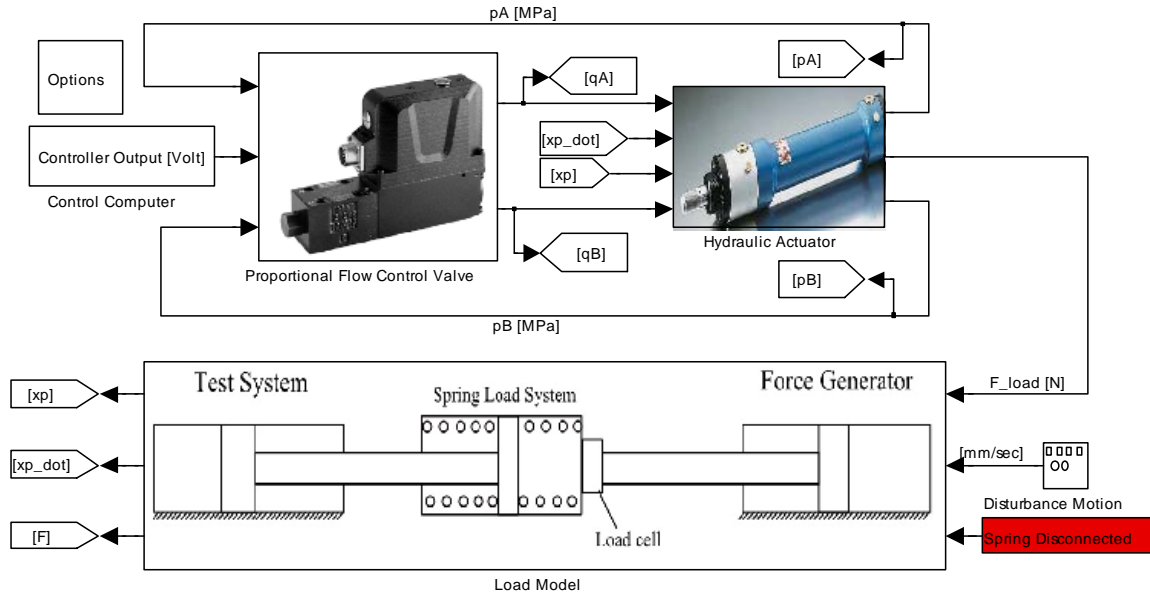 pA [MPa]
Options
[pA]
[qA]
Controller Output [Volt]
Control Computer
[xp_dot]
[xp]
Hydraulic Actuator
[qB]
Proportional Flow Control Valve
[pB]
pB [MPa]
Test System
Force Generator
Spring Load System
[xp]
F_load [N]
[xp_dot]
[mm/sec]
Disturbance Motion
[F]
Load cell
Spring Disconnected
Load Model